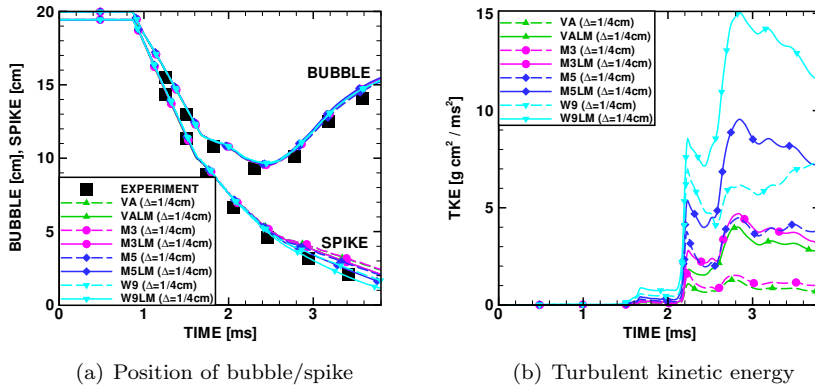 BUBBLE [cm], SPIKE [cm]
20
15
10
5
0
0
1
2
3
TIME [ms]
BUBBLE
SPIKE
EXPERIMENT
VA (Δ=1/4cm)
VALM (Δ=1/4cm)
M3 (Δ=1/4cm)
M3LM (Δ=1/4cm)
M5 (Δ=1/4cm)
M5LM (Δ=1/4cm)
W9 (Δ=1/4cm)
W9LM (Δ=1/4cm)
(a) Position of bubble/spike
TKE [g cm² / ms²]
15
10
5
0
0
1
2
3
TIME [ms]
VA (Δ=1/4cm)
VALM (Δ=1/4cm)
M3 (Δ=1/4cm)
M3LM (Δ=1/4cm)
M5 (Δ=1/4cm)
M5LM (Δ=1/4cm)
W9 (Δ=1/4cm)
W9LM (Δ=1/4cm)
(b) Turbulent kinetic energy